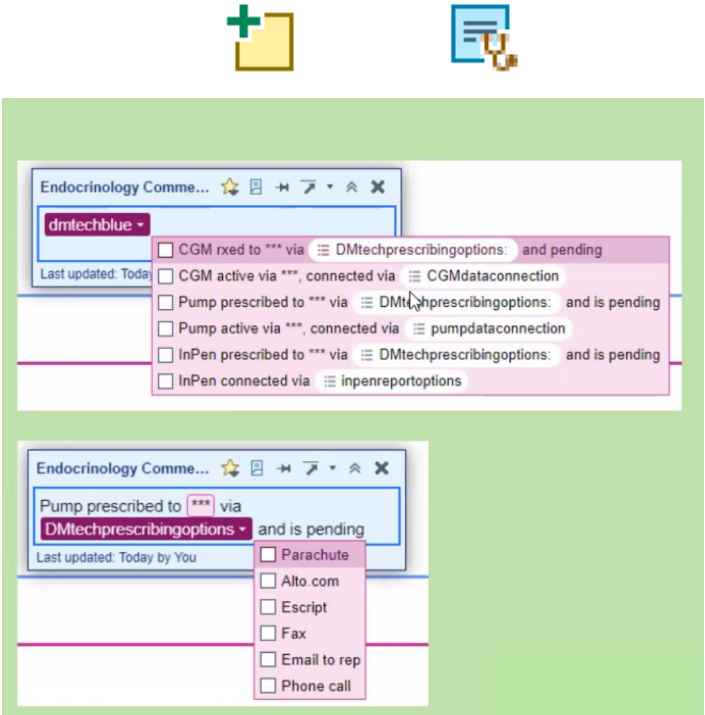 Endocrinology Comme...
dmtechblue
Last updated: Today
CGM rxed to *** via DMtechprescribingoptions: and pending
CGM active via ***, connected via CGMdataconnection
Pump prescribed to *** via DMtechprescribingoptions: and is pending
Pump active via ***, connected via pumpdataconnection
InPen prescribed to *** via DMtechprescribingoptions: and is pending
InPen connected via inpenreportoptions
Endocrinology Comme...
Pump prescribed to *** via
DMtechprescribingoptions and is pending
Last updated: Today by You
Parachute
Alto.com
Escript
Fax
Email to rep
Phone call